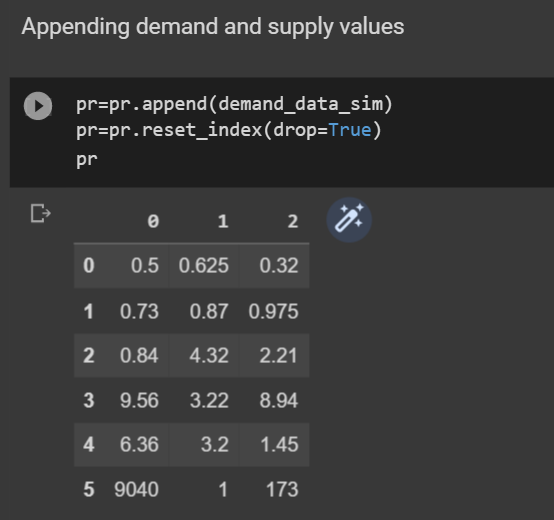 Appending demand and supply values
pr=pr.append(demand_data_sim)
pr=pr.reset_index(drop=True)
pr
0 1 2
0 0.5 0.625 0.32
1 0.73 0.87 0.975
2 0.84 4.32 2.21
3 9.56 3.22 8.94
4 6.36 3.2 1.45
5 9040 1 173